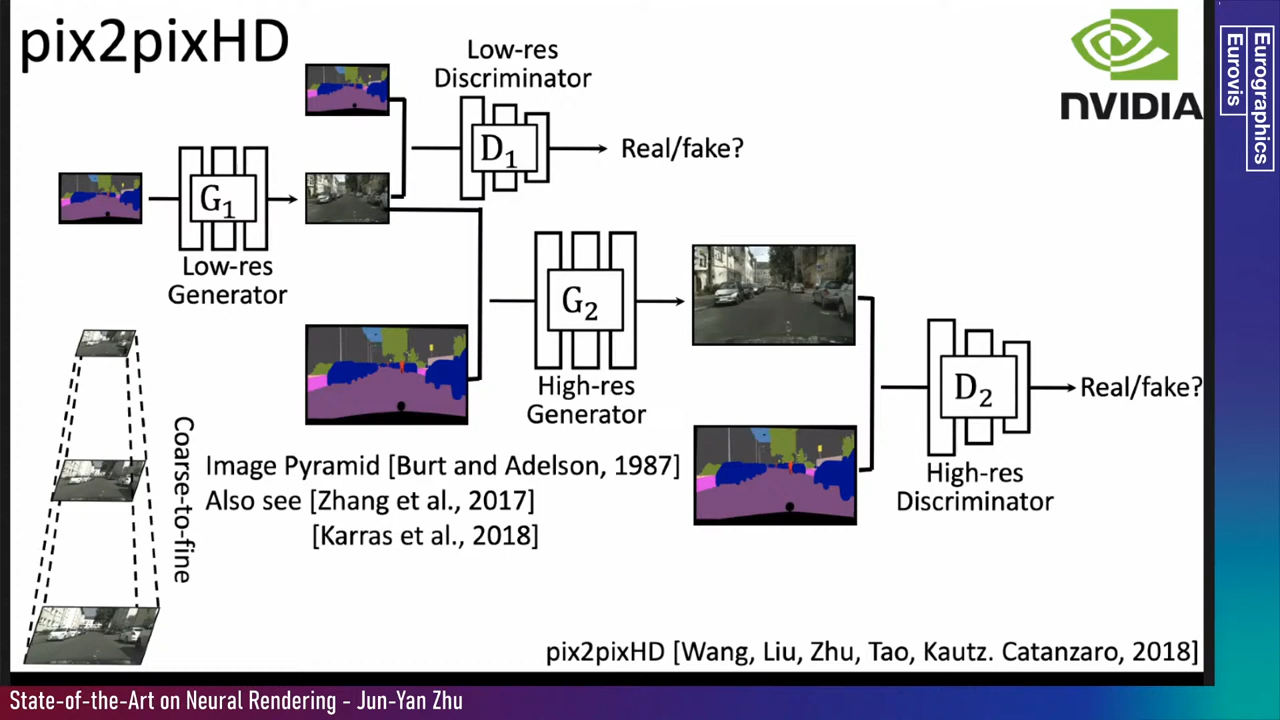 pix2pixHD
Low-res
Discriminator
D1
Real/fake?
G1
Low-res
Generator
G2
High-res
Generator
D2
Real/fake?
High-res
Discriminator
Coarse-to-fine
Image Pyramid [Burt and Adelson, 1987]
Also see [Zhang et al., 2017]
[Karras et al., 2018]
pix2pixHD [Wang, Liu, Zhu, Tao, Kautz. Catanzaro, 2018]
NVIDIA
Eurographics
Eurovis
State-of-the-Art on Neural Rendering - Jun-Yan Zhu